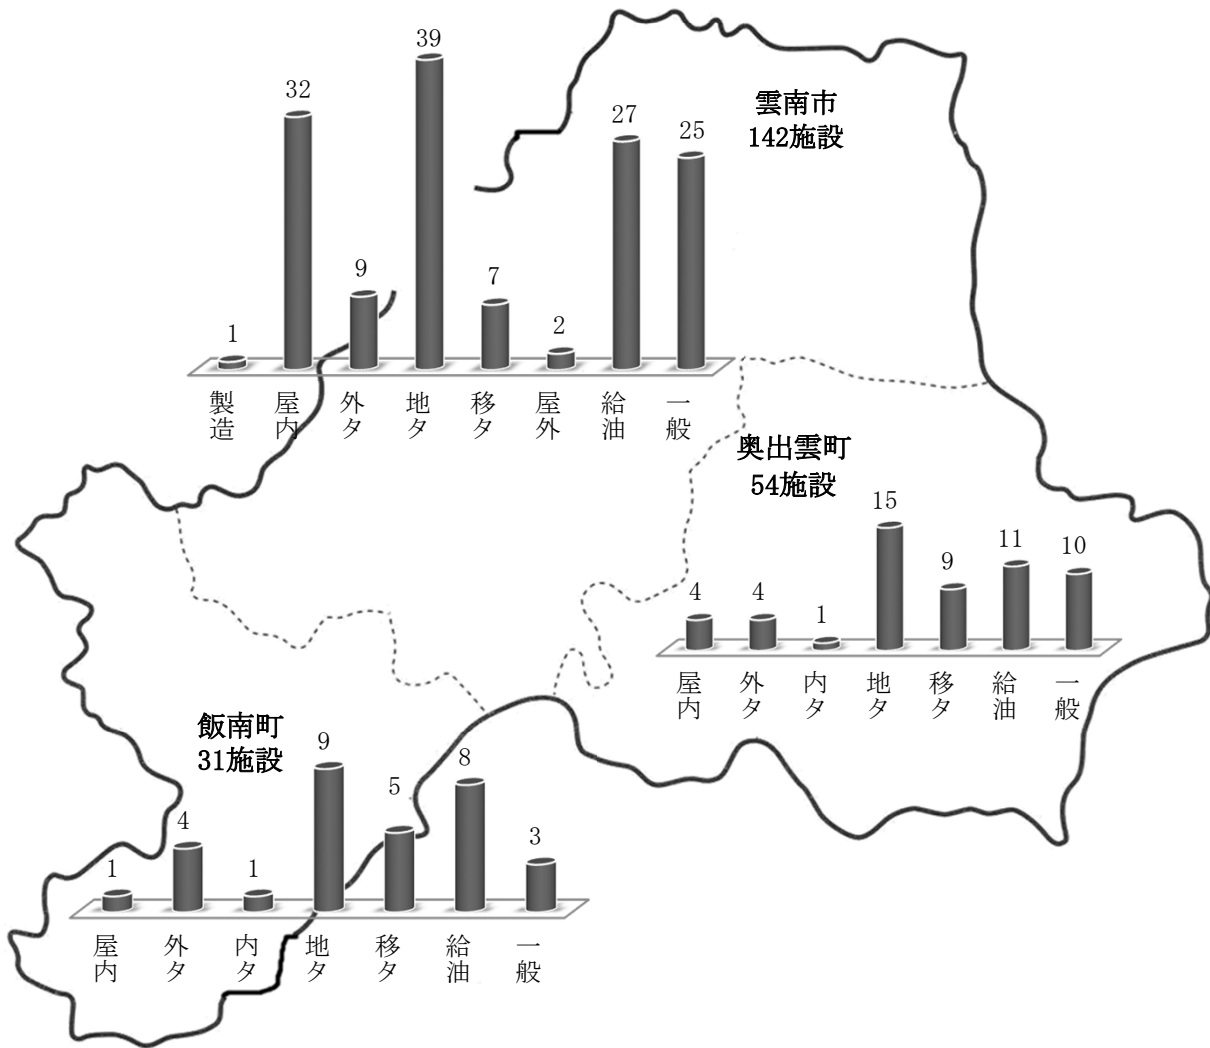 雲南市
142施設
1
32
9
39
7
2
27
25
製造
屋内
外タ
地タ
移タ
屋外
給油
一般
奥出雲町
54施設
4
4
1
15
9
11
10
屋内
外タ
内タ
地タ
移タ
給油
一般
飯南町
31施設
1
4
1
9
5
8
3
屋内
外タ
内タ
地タ
移タ
給油
一般